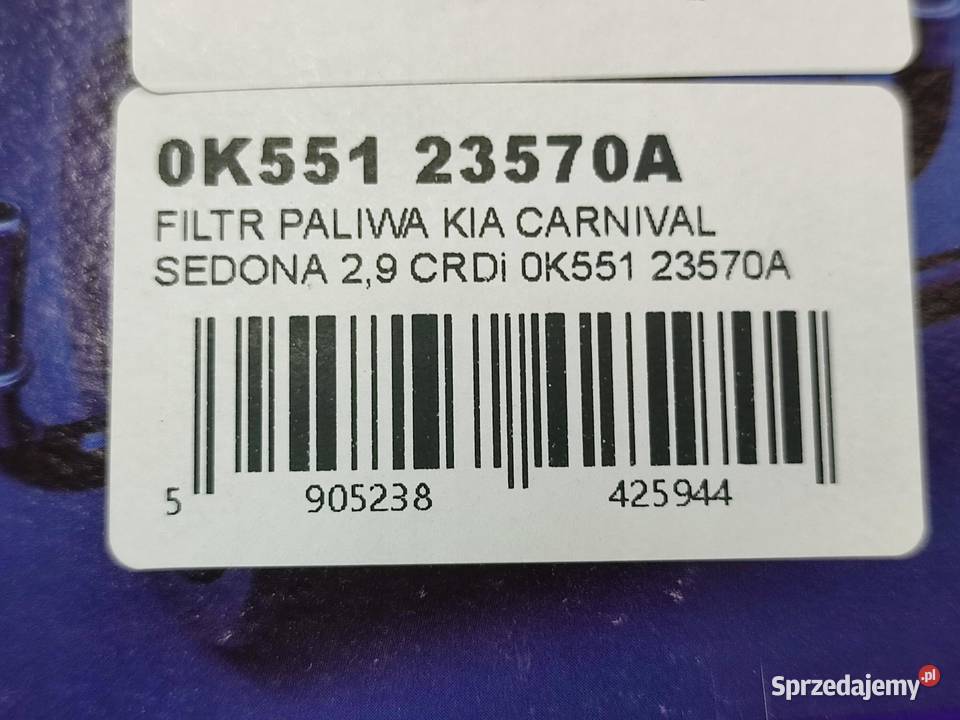 0K551 23570A
FILTR PALIWA KIA CARNIVAL
SEDONA 2,9 CRDi 0K551 23570A
5 905238 425944
Sprzedajemy.pl